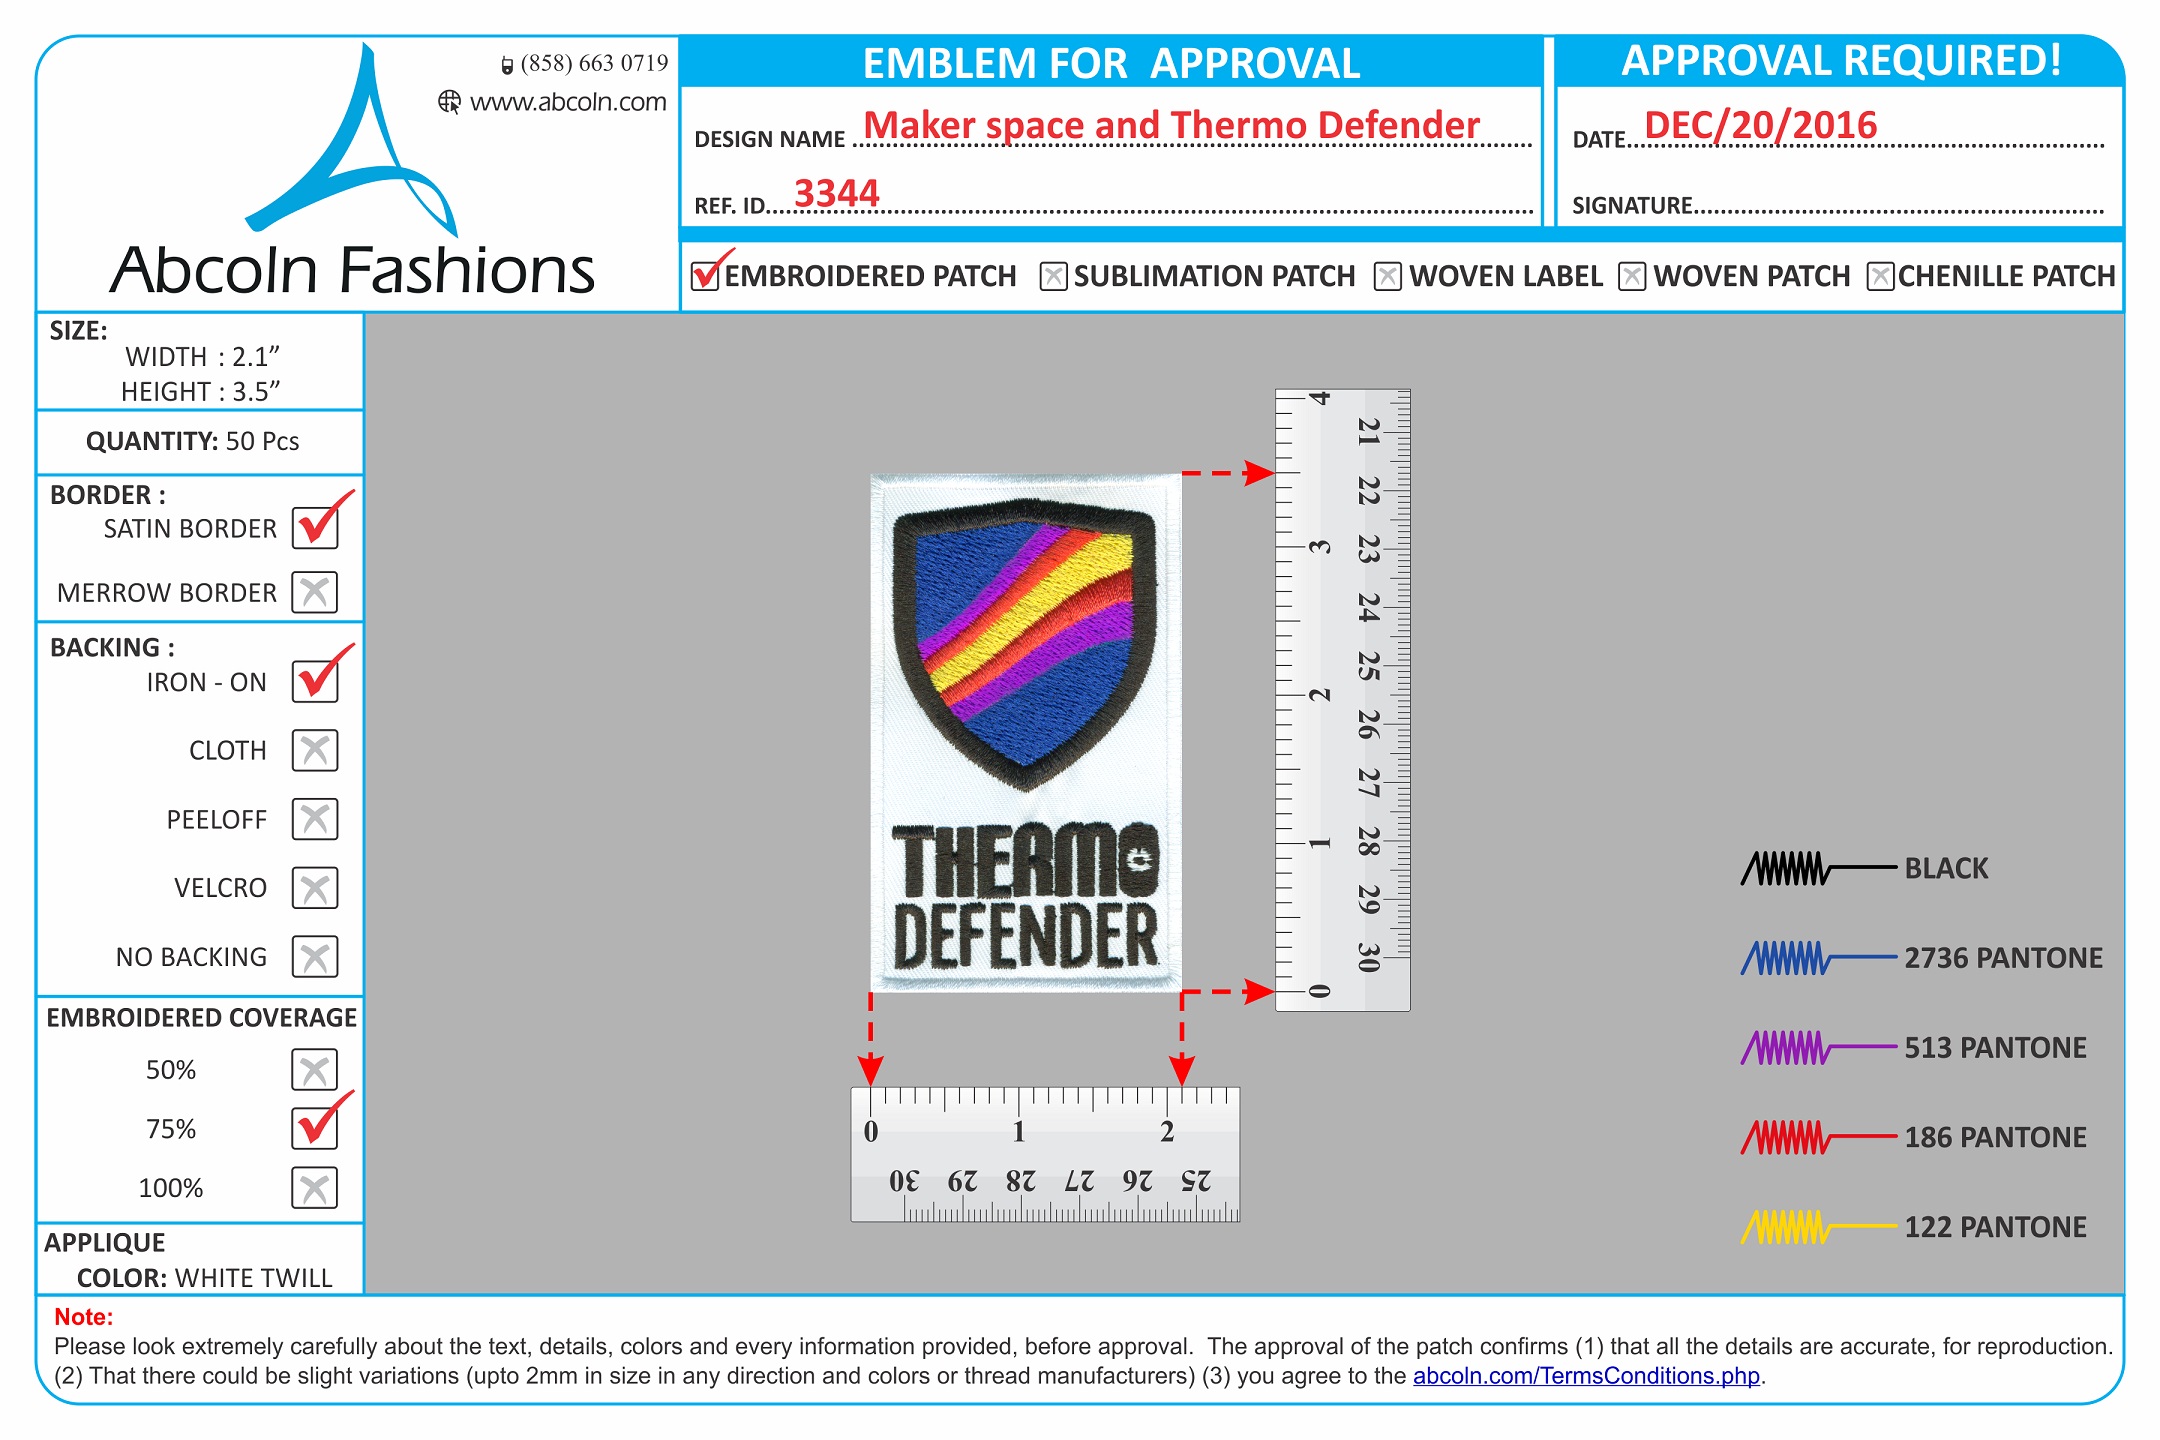 (858) 663 0719
www.abcoln.com
Abcoln Fashions
EMBLEM FOR APPROVAL
DESIGN NAME Maker space and Thermo Defender
REF. ID. 3344
APPROVAL REQUIRED!
DATE. DEC/20/2016
SIGNATURE.
EMBROIDERED PATCH SUBLIMATION PATCH WOVEN LABEL WOVEN PATCH CHENILLE PATCH
SIZE:
WIDTH : 2.1”
HEIGHT : 3.5”
QUANTITY: 50 Pcs
BORDER :
SATIN BORDER
MERROW BORDER
BACKING :
IRON - ON
CLOTH
PEELOFF
VELCRO
NO BACKING
EMBROIDERED COVERAGE
50%
75%
100%
APPLIQUE
COLOR: WHITE TWILL
THERMO
DEFENDER
4 3 2 1 0
21 22 23 24 25 26 27 28 29 30
0 1 2
30 29 28 27 26 25
BLACK
2736 PANTONE
513 PANTONE
186 PANTONE
122 PANTONE
Note:
Please look extremely carefully about the text, details, colors and every information provided, before approval. The approval of the patch confirms (1) that all the details are accurate, for reproduction.
(2) That there could be slight variations (upto 2mm in size in any direction and colors or thread manufacturers) (3) you agree to the abcoln.com/TermsConditions.php.